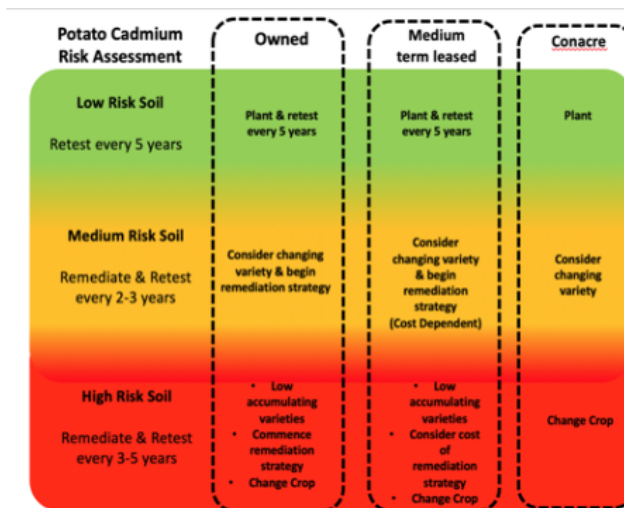 Potato Cadmium
Risk Assessment
Owned
Medium
term leased
Conacre
Low Risk Soil
Retest every 5 years
Plant & retest
every 5 years
Plant & retest
every 5 years
Plant
Medium Risk Soil
Remediate & Retest
every 2-3 years
Consider changing
variety & begin
remediation strategy
Consider
changing variety
& begin
remediation
strategy
(Cost Dependent)
Consider
changing
variety
High Risk Soil
Remediate & Retest
every 3-5 years
• Low
accumulating
varieties
• Commence
remediation
strategy
• Change Crop
• Low
accumulating
varieties
• Consider cost
of
remediation
strategy
• Change Crop
Change Crop